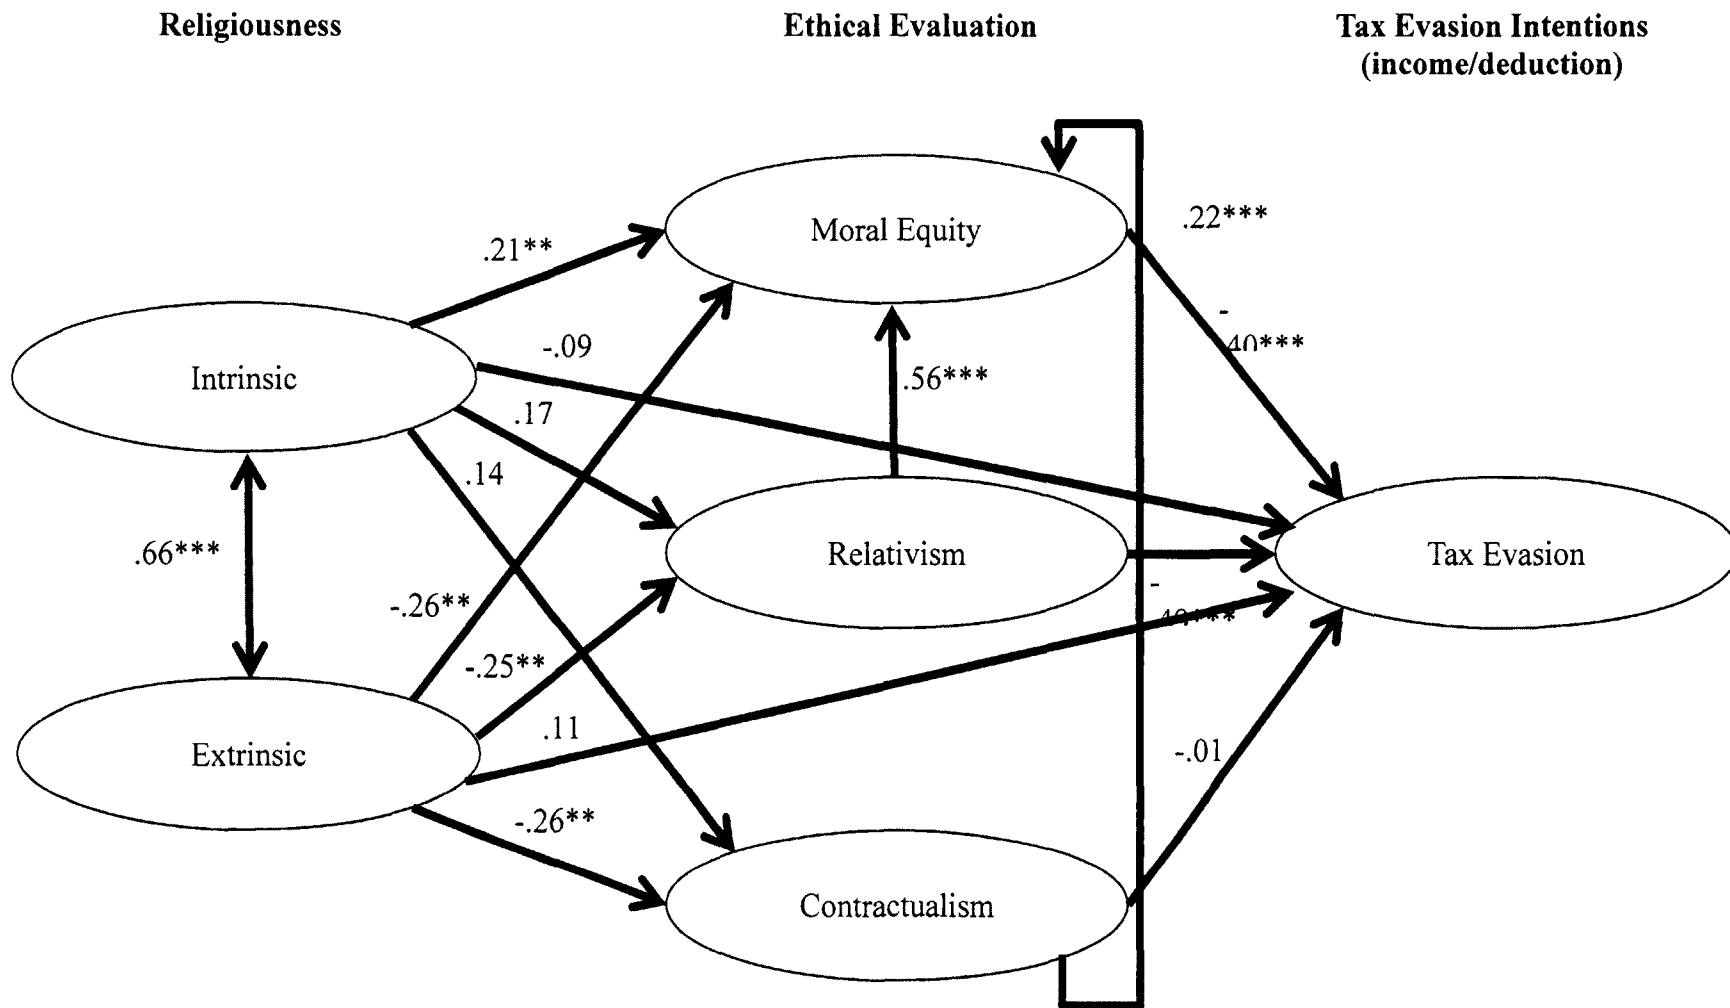 Religiousness
Ethical Evaluation
Tax Evasion Intentions
(income/deduction)
Moral Equity
.22***
.21**
-
.40***
-.09
Intrinsic
.56***
.17
.14
.66***
Relativism
Tax Evasion
-
-.26**
-.25**
.11
Extrinsic
-.01
-.26**
Contractualism